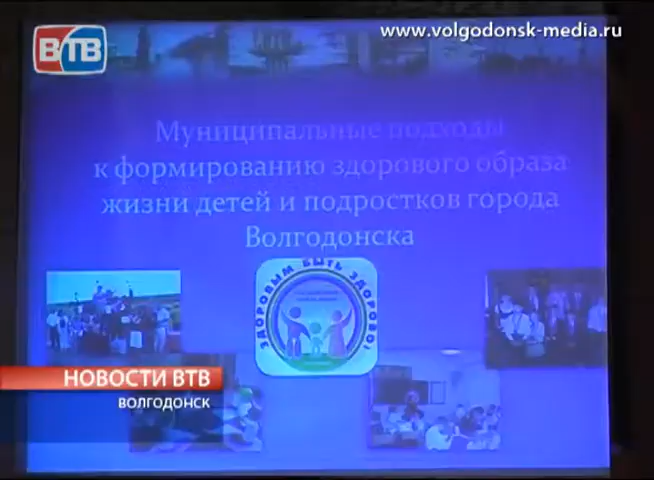 ВТВ
www.volgodonsk-media.ru
Муниципальные подходы
к формированию здорового образа
жизни детей и подростков города
Волгодонска
ЗДОРОВЫМ БЫТЬ ЗДОРОВО!
НОВОСТИ ВТВ
ВОЛГОДОНСК